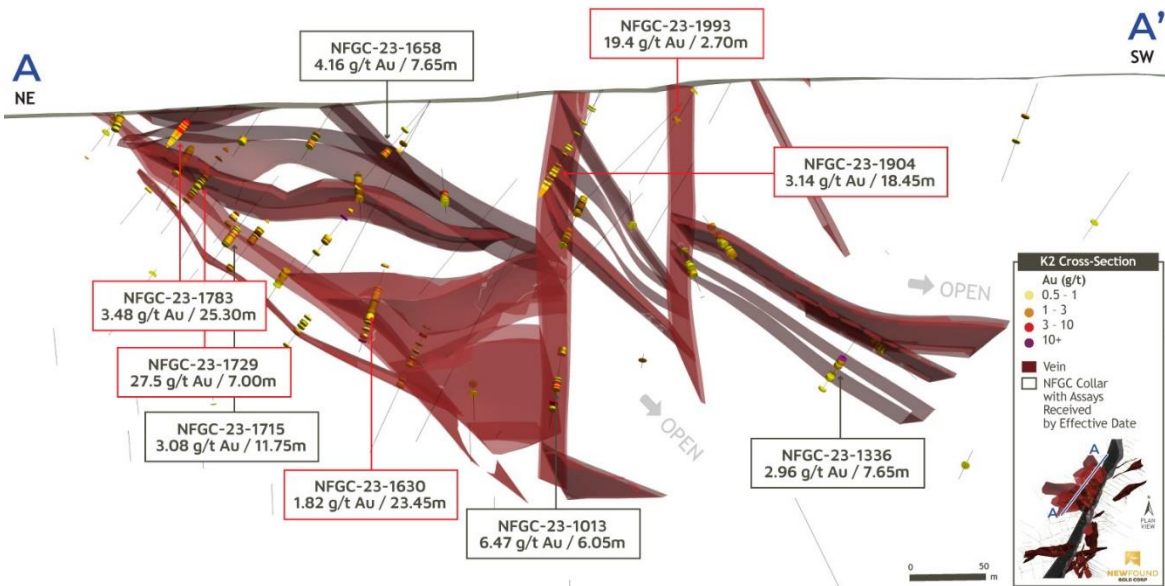 A
NE
A'
SW
NFGC-23-1658
4.16 g/t Au / 7.65m
NFGC-23-1993
19.4 g/t Au / 2.70m
NFGC-23-1904
3.14 g/t Au / 18.45m
NFGC-23-1783
3.48 g/t Au / 25.30m
NFGC-23-1729
27.5 g/t Au / 7.00m
NFGC-23-1715
3.08 g/t Au / 11.75m
NFGC-23-1630
1.82 g/t Au / 23.45m
NFGC-23-1013
6.47 g/t Au / 6.05m
NFGC-23-1336
2.96 g/t Au / 7.65m
OPEN
OPEN
K2 Cross-Section
Au (g/t)
0.5 - 1
1 - 3
3 - 10
10+
Vein
NFGC Collar
with Assays
Received
by Effective Date
A
A'
N
PLAN
VIEW
NEWFOUND
GOLD CORP
0 50
m